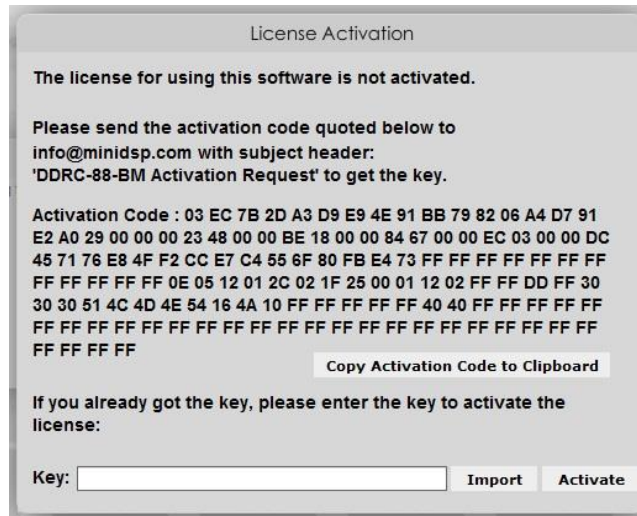 License Activation
The license for using this software is not activated.
Please send the activation code quoted below to
info@minidsp.com with subject header:
'DDRC-88-BM Activation Request' to get the key.
Activation Code : 03 EC 7B 2D A3 D9 E9 4E 91 BB 79 82 06 A4 D7 91
E2 A0 29 00 00 00 23 48 00 00 BE 18 00 00 84 67 00 00 EC 03 00 00 DC
45 71 76 E8 4F F2 CC E7 C4 55 6F 80 FB E4 73 FF FF FF FF FF FF FF
FF FF FF FF FF 0E 05 12 01 2C 02 1F 25 00 01 12 02 FF FF DD FF 30
30 30 51 4C 4D 4E 54 16 4A 10 FF FF FF FF FF 40 40 FF FF FF FF FF
FF FF FF FF FF FF FF FF FF FF FF FF FF FF FF FF FF FF FF FF FF
FF FF FF FF
Copy Activation Code to Clipboard
If you already got the key, please enter the key to activate the
license:
Key:
Import
Activate